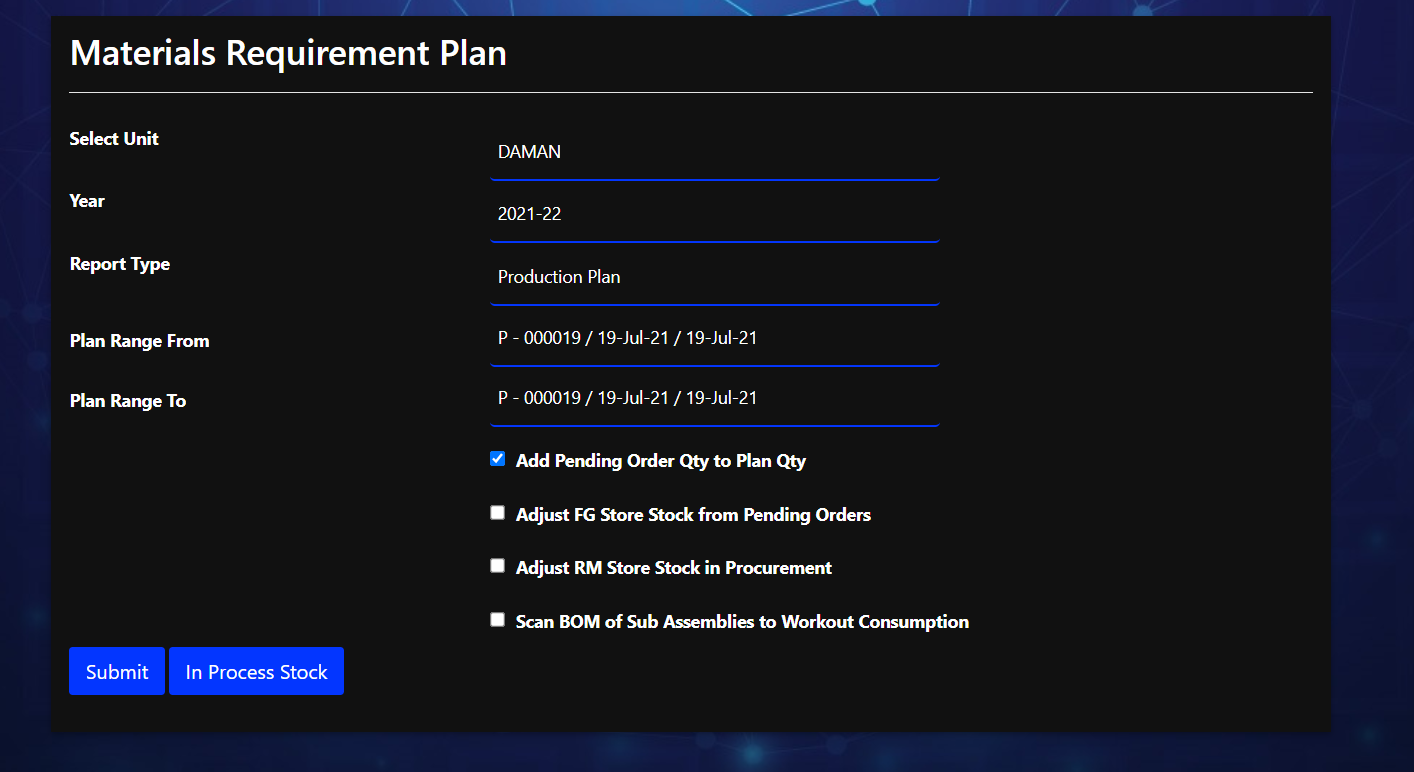 Materials Requirement Plan
Select Unit
DAMAN
Year
2021-22
Report Type
Production Plan
Plan Range From
P - 000019 / 19-Jul-21 / 19-Jul-21
Plan Range To
P - 000019 / 19-Jul-21 / 19-Jul-21
Add Pending Order Qty to Plan Qty
Adjust FG Store Stock from Pending Orders
Adjust RM Store Stock in Procurement
Scan BOM of Sub Assemblies to Workout Consumption
Submit In Process Stock